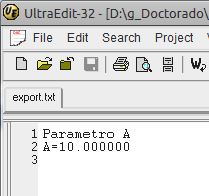 UltraEdit-32 - [D:\g_Doctorado\
File Edit Search Project
export.txt
1 Parametro A
2 A=10.000000
3